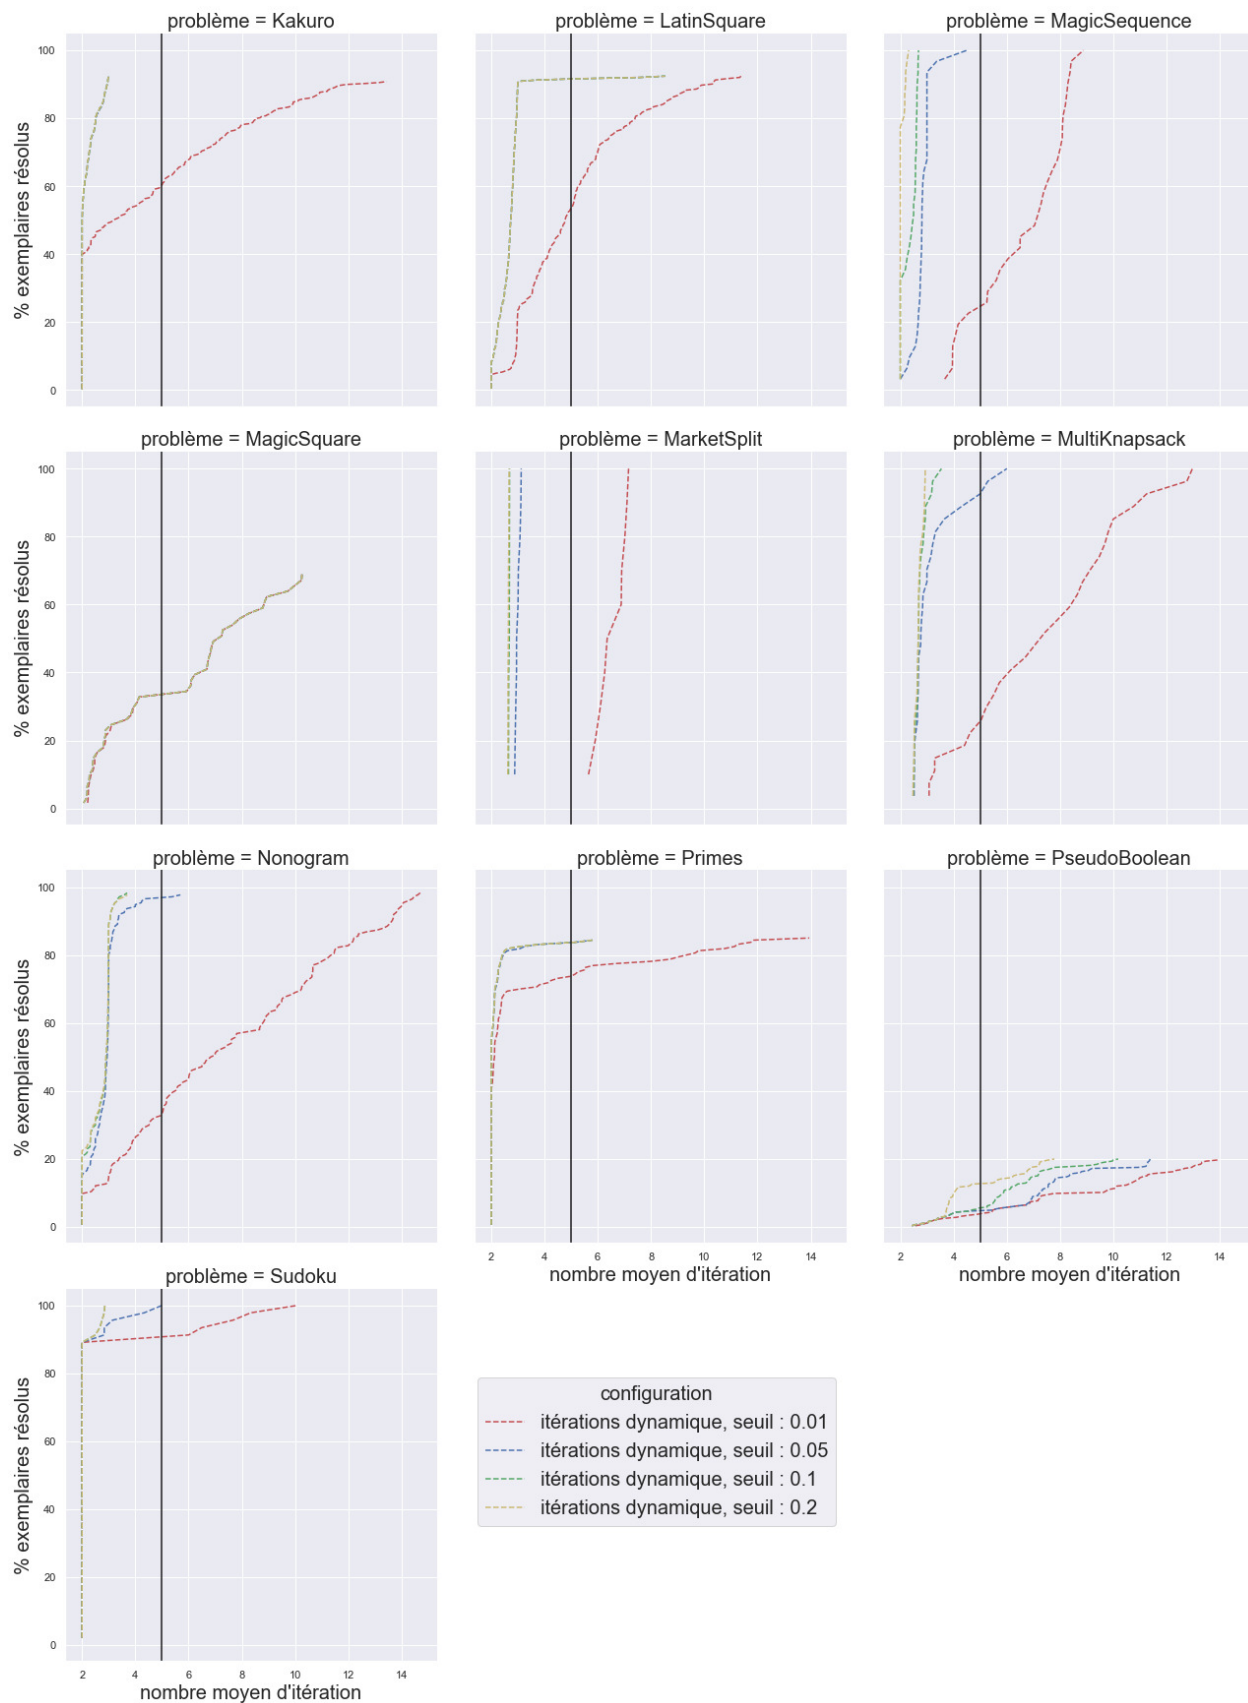 problème = Kakuro
problème = LatinSquare
problème = MagicSequence
% exemplaires résolus
100
80
60
40
20
0
problème = MagicSquare
problème = MarketSplit
problème = MultiKnapsack
% exemplaires résolus
100
80
60
40
20
0
problème = Nonogram
problème = Primes
problème = PseudoBoolean
% exemplaires résolus
100
80
60
40
20
0
2 4 6 8 10 12 14
nombre moyen d'itération
2 4 6 8 10 12 14
nombre moyen d'itération
problème = Sudoku
% exemplaires résolus
100
80
60
40
20
0
2 4 6 8 10 12 14
nombre moyen d'itération
configuration
itérations dynamique, seuil : 0.01
itérations dynamique, seuil : 0.05
itérations dynamique, seuil : 0.1
itérations dynamique, seuil : 0.2